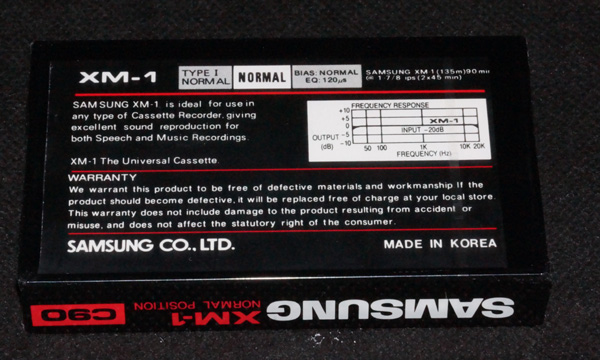 XM-1
TYPE I
NORMAL
NORMAL
BIAS: NORMAL
EQ: 120µs
SAMSUNG XM-1 (135m) 90 min
1-7/8 ips (2x45 min)
SAMSUNG XM-1 is ideal for use in
any type of Cassette Recorder, giving
excellent sound reproduction for
both Speech and Music Recordings.
XM-1 The Universal Cassette.
FREQUENCY RESPONSE
+10
+5
0
-5
-10
OUTPUT
(dB)
XM-1
INPUT -20dB
50 100 1K 10K 20K
FREQUENCY (Hz)
WARRANTY
We warrant this product to be free of defective materials and workmanship. If the
product should become defective, it will be replaced free of charge at your local store.
This warranty does not include damage to the product resulting from accident or
misuse, and does not affect the statutory right of the consumer.
SAMSUNG CO., LTD.
MADE IN KOREA
SAMSUNG
XM-1
NORMAL POSITION
C90